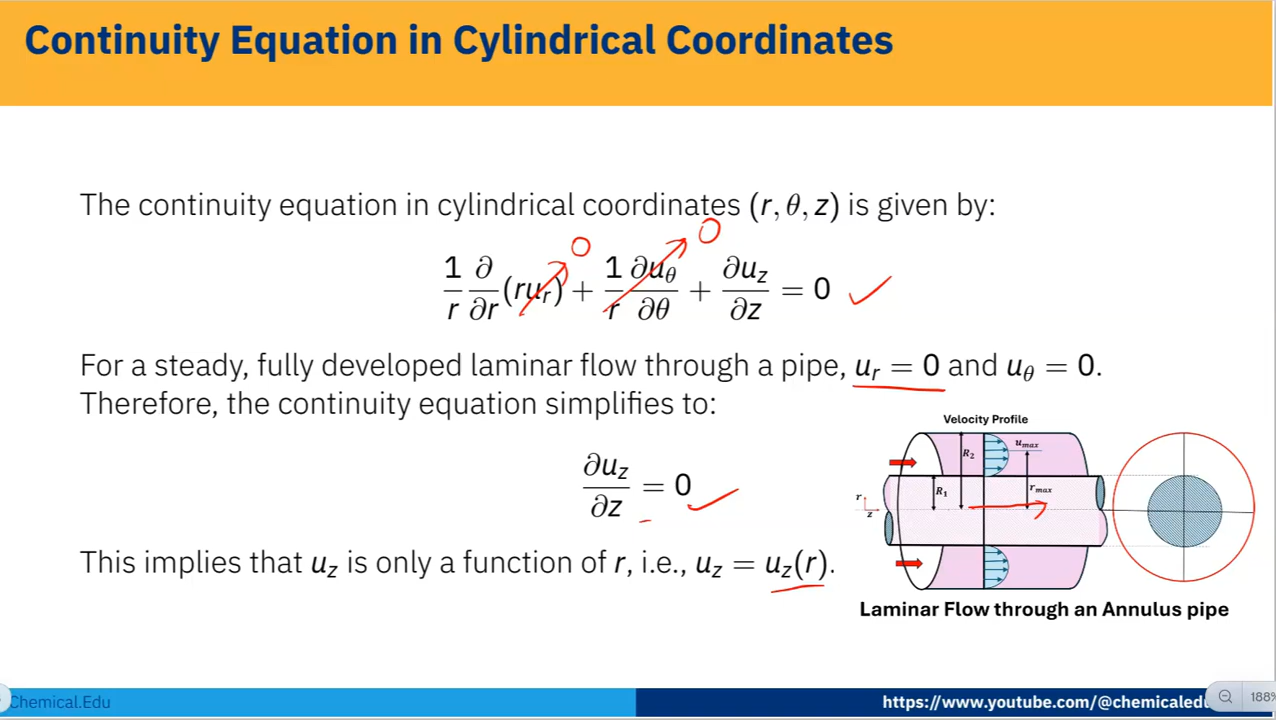 Continuity Equation in Cylindrical Coordinates
The continuity equation in cylindrical coordinates (r, θ, z) is given by:
0 0
1/r ∂/∂r (ru_r) + 1/r ∂u_θ/∂θ + ∂u_z/∂z = 0
For a steady, fully developed laminar flow through a pipe, u_r = 0 and u_θ = 0.
Therefore, the continuity equation simplifies to:
∂u_z/∂z = 0
This implies that u_z is only a function of r, i.e., u_z = u_z(r).
Velocity Profile
u_max
R_2
R_1
r_max
r
z
Laminar Flow through an Annulus pipe
Chemical.Edu
https://www.youtube.com/@chemicaledu
188%